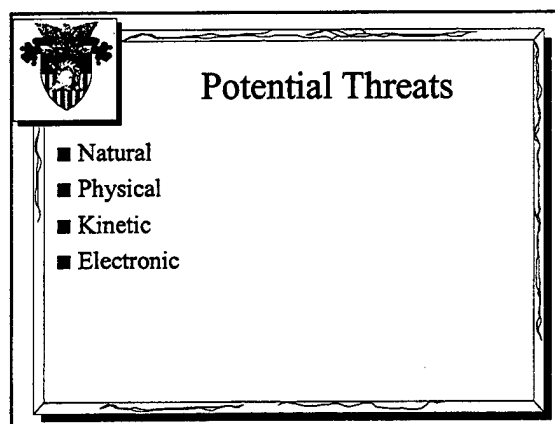 Potential Threats
■ Natural
■ Physical
■ Kinetic
■ Electronic